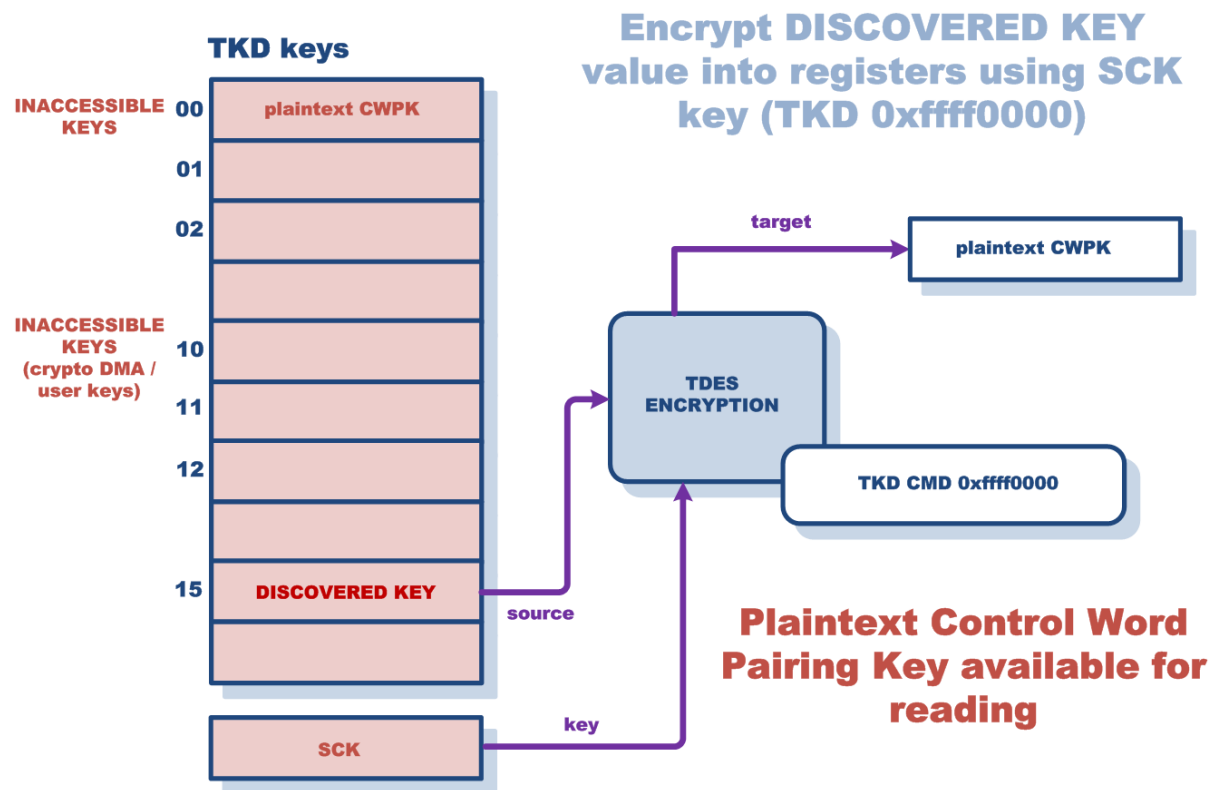 Encrypt DISCOVERED KEY
value into registers using SCK
key (TKD 0xffff0000)
TKD keys
INACCESSIBLE
KEYS
00
plaintext CWPK
01
02
target
plaintext CWPK
INACCESSIBLE
KEYS
(crypto DMA /
user keys)
10
11
12
TDES
ENCRYPTION
TKD CMD 0xffff0000
15
DISCOVERED KEY
source
Plaintext Control Word
Pairing Key available for
reading
key
SCK